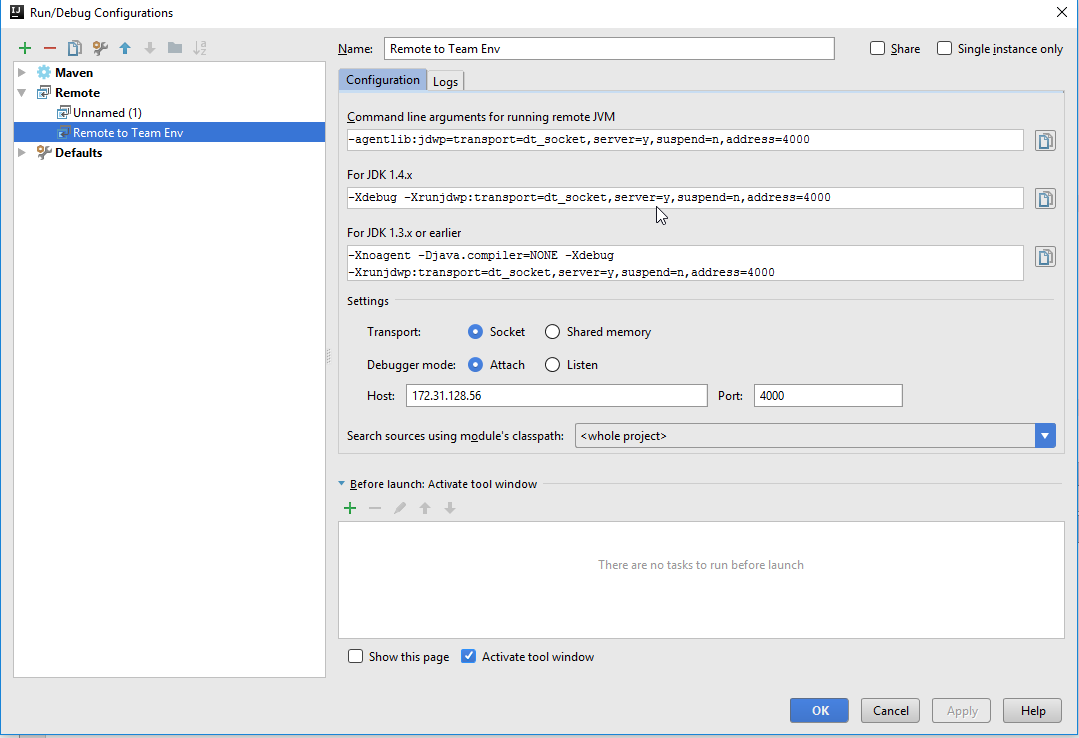 IJ Run/Debug Configurations
Maven
Remote
Unnamed (1)
Remote to Team Env
Defaults
Name: Remote to Team Env
Share
Single instance only
Configuration Logs
Command line arguments for running remote JVM
-agentlib:jdwp=transport=dt_socket,server=y,suspend=n,address=4000
For JDK 1.4.x
-Xdebug -Xrunjdwp:transport=dt_socket,server=y,suspend=n,address=4000
For JDK 1.3.x or earlier
-Xnoagent -Djava.compiler=NONE -Xdebug
-Xrunjdwp:transport=dt_socket,server=y,suspend=n,address=4000
Settings
Transport: Socket Shared memory
Debugger mode: Attach Listen
Host: 172.31.128.56 Port: 4000
Search sources using module's classpath: <whole project>
Before launch: Activate tool window
There are no tasks to run before launch
Show this page Activate tool window
OK Cancel Apply Help